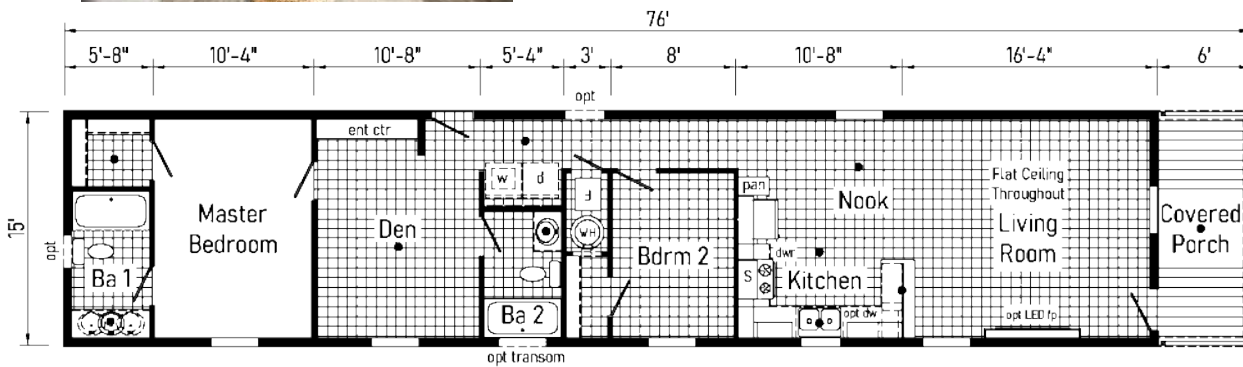 76'
5'-8" 10'-4" 10'-8" 5'-4" 3' 8' 10'-8" 16'-4" 6'
opt
ent ctr
w d
F
WH
pan
Flat Ceiling
Throughout
Living
Room
Nook
Master
Bedroom
Den
Bdrm 2
Covered
Porch
15'
opt
Ba 1
dwr
S
Kitchen
opt dw
opt LED fp
Ba 2
opt transom